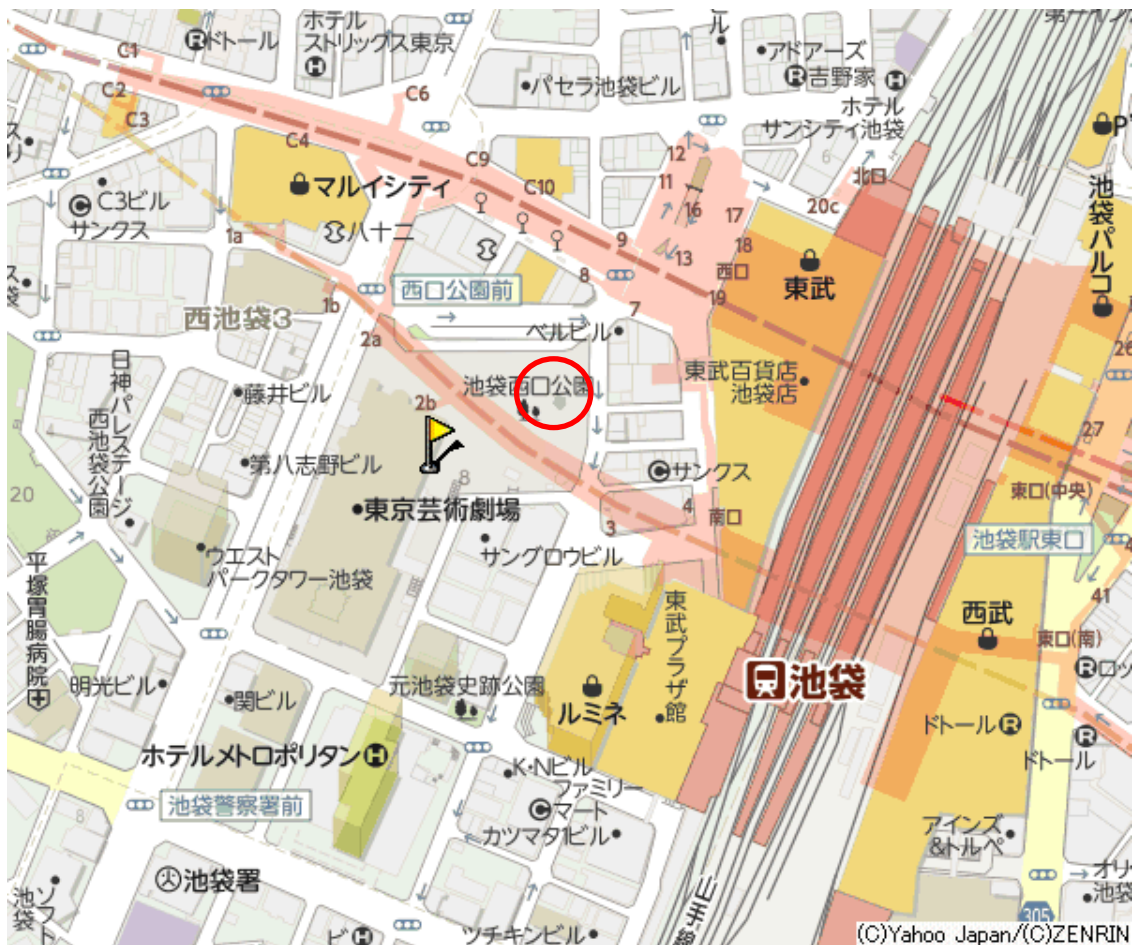 ホテル
ストリックス東京
ドトール
C1
C2
C3
C6
C4
C9
C10
パセラ池袋ビル
アドアーズ
吉野家
ホテル
サンシティ池袋
6
マルイシティ
C3ビル
サンクス
八十二
1a
1b
2a
2b
12
11
16
17
18
13
9
8
7
西口
19
20c
北口
東武
池袋パルコ
西口公園前
西池袋3
ベルビル
東武百貨店
池袋店
26
27
日神パレステージ
西池袋公園
藤井ビル
池袋西口公園
第八志野ビル
8
サンクス
20
東京芸術劇場
3
4
南口
東口(中央)
池袋駅東口
ウエスト
パークタワー池袋
サングロウビル
平塚胃腸病院
東武プラザ館
41
西武
東口(南)
明光ビル
関ビル
元池袋史跡公園
ルミネ
池袋
ドトール
ドトール
ホテルメトロポリタン
K・Nビル
ファミリー
マート
カツマタ1ビル
池袋警察署前
8
アインズ
&トルペ
池袋署
305
ツチキンビル
(C)Yahoo Japan/(C)ZENRIN